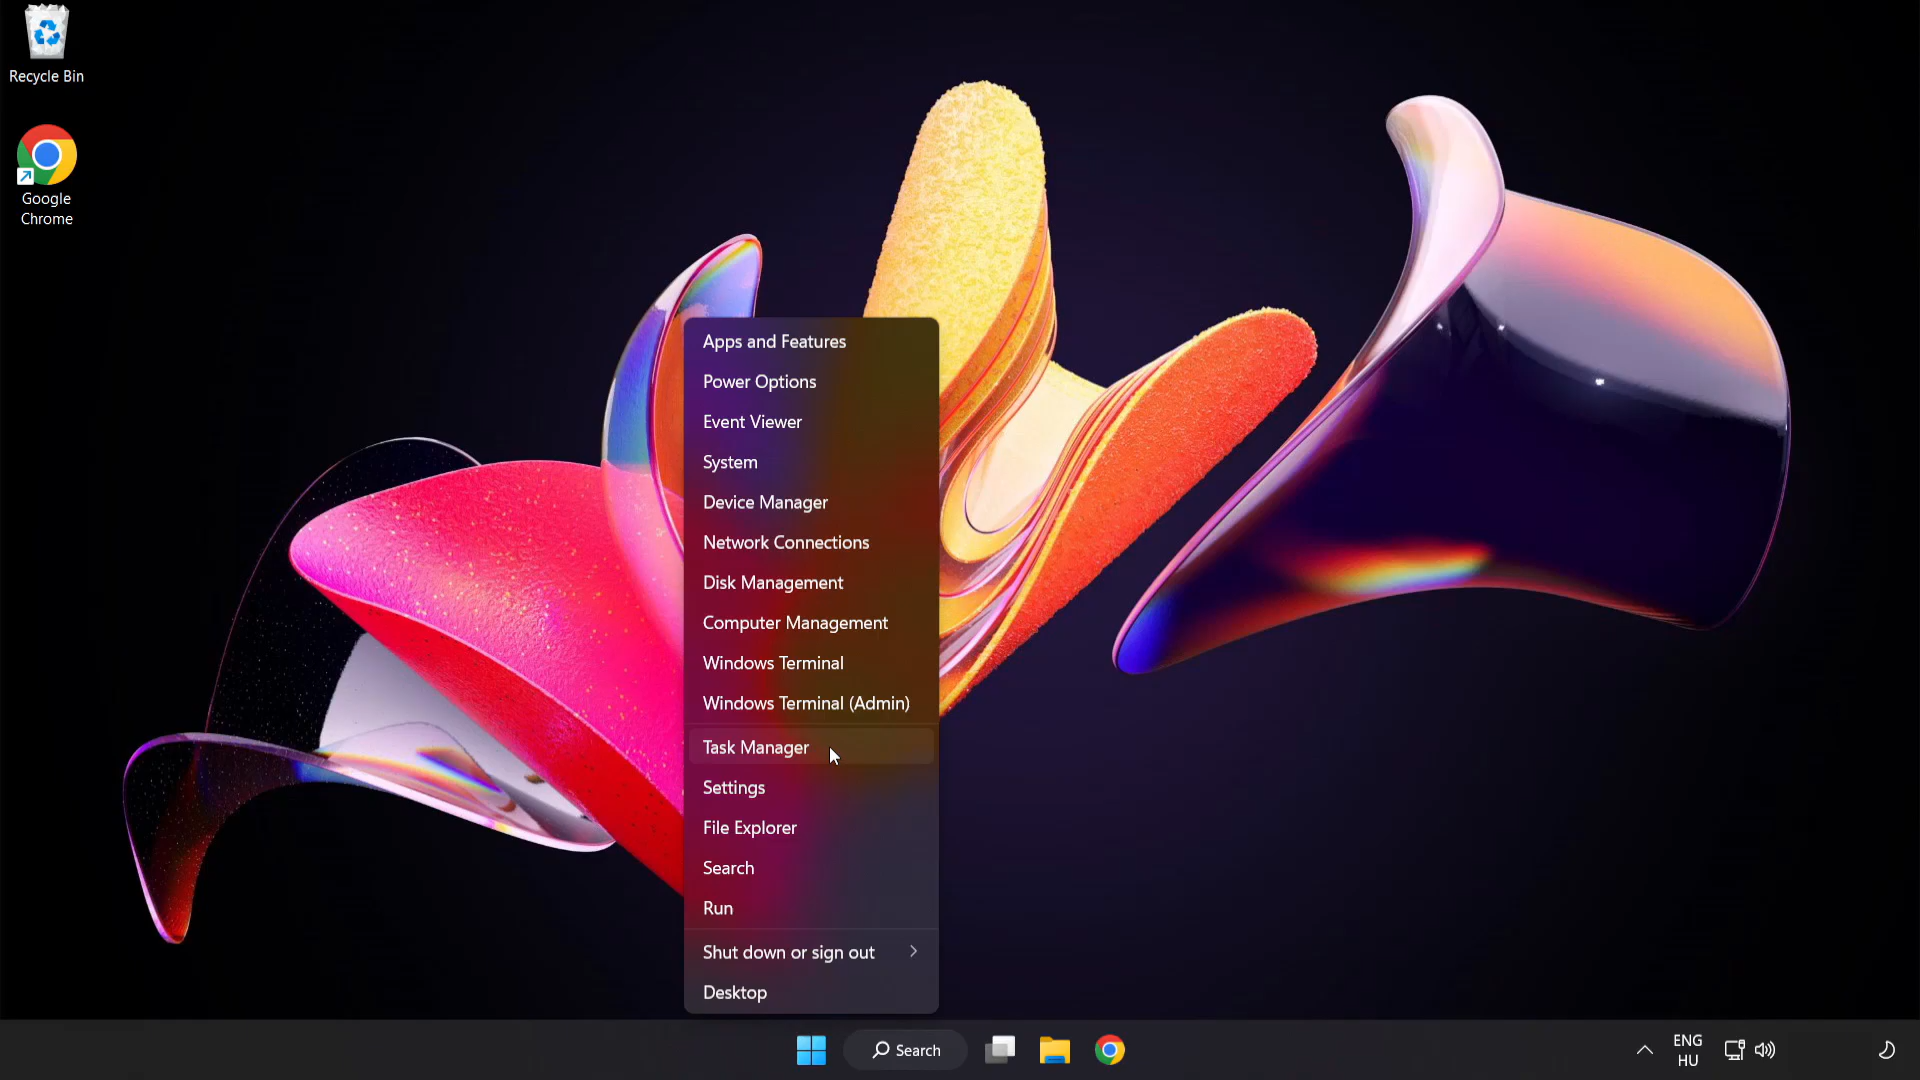 Recycle Bin
Google
Chrome
Apps and Features
Power Options
Event Viewer
System
Device Manager
Network Connections
Disk Management
Computer Management
Windows Terminal
Windows Terminal (Admin)
Task Manager
Settings
File Explorer
Search
Run
Shut down or sign out
Desktop
Search
ENG
HU